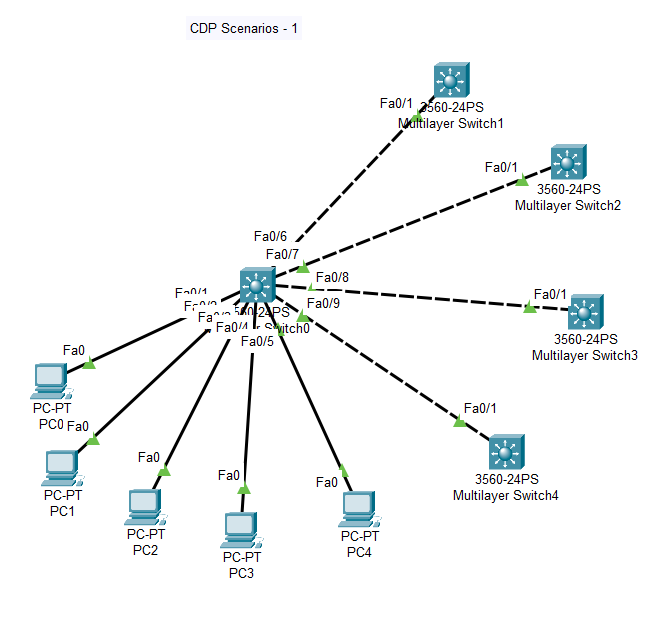 CDP Scenarios - 1
Fa0/1
3560-24PS
Multilayer Switch1
Fa0/1
3560-24PS
Multilayer Switch2
Fa0/6
Fa0/7
Fa0/8
Fa0/1
Fa0/9
3560-24PS
Multilayer Switch3
Fa0/4
Fa0/5
Fa0
PC-PT
PC0
Fa0
Fa0/1
3560-24PS
Multilayer Switch4
PC-PT
PC1
Fa0
PC-PT
PC2
Fa0
PC-PT
PC3
Fa0
PC-PT
PC4